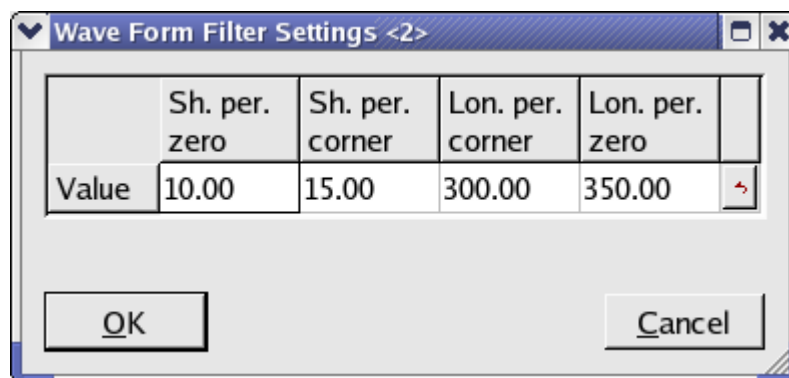 Wave Form Filter Settings <2>
Sh. per. zero Sh. per. corner Lon. per. corner Lon. per. zero
Value 10.00 15.00 300.00 350.00
OK Cancel